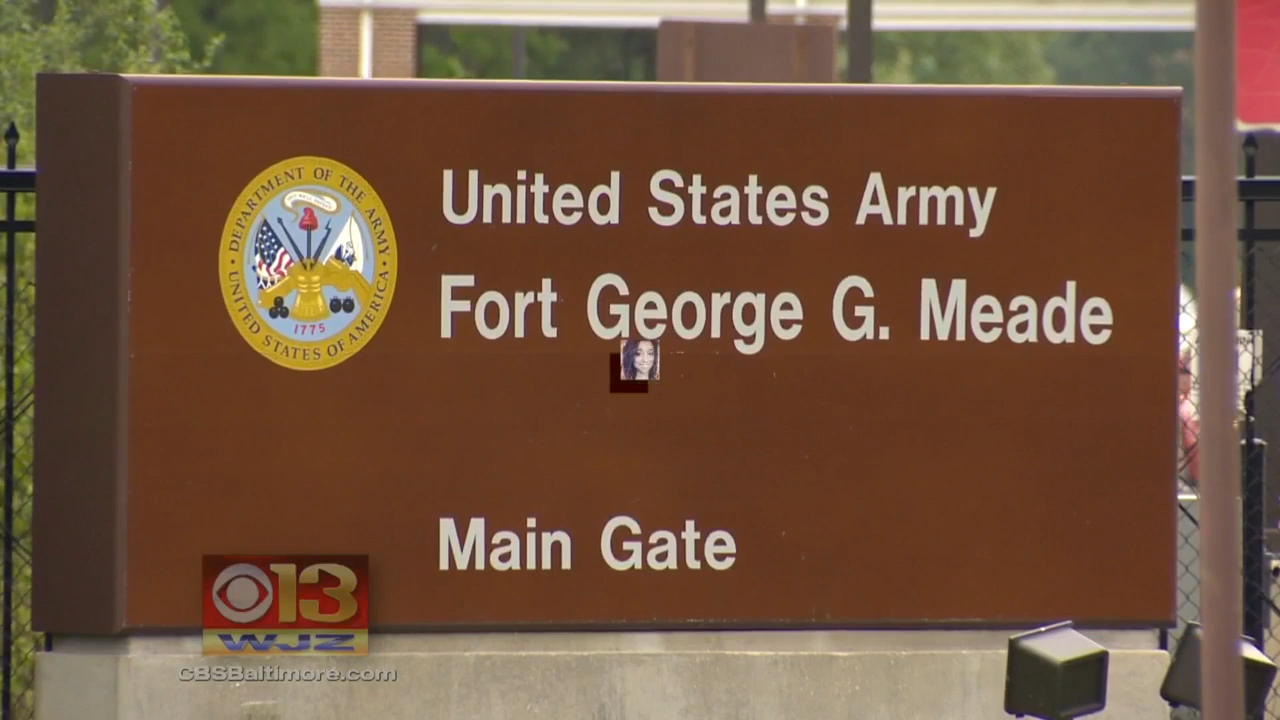 DEPARTMENT OF THE ARMY
UNITED STATES OF AMERICA
1775
United States Army
Fort George G. Meade
Main Gate
13
WJZ
CBSBaltimore.com